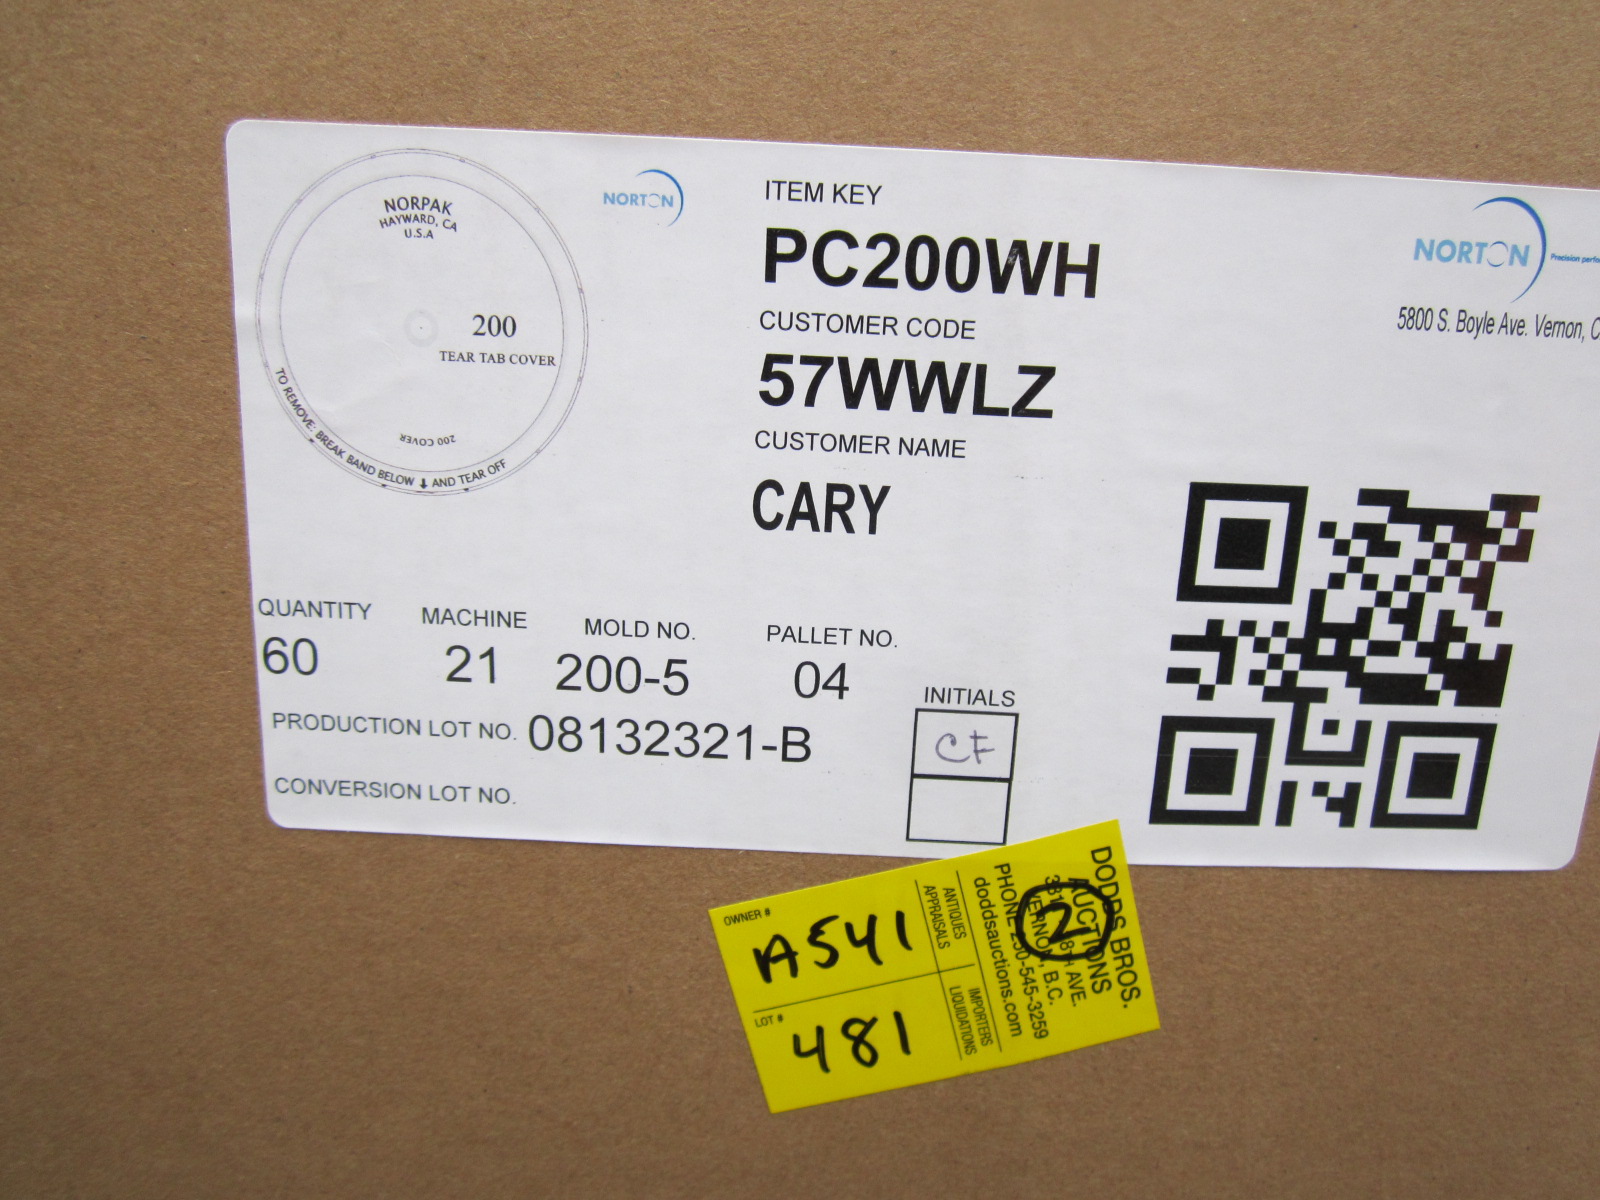 NORPAK
HAYWARD, CA
U.S.A
200
TEAR TAB COVER
200 COVER
TO REMOVE: BREAK BAND BELOW ⬇ AND TEAR OFF
NORTON
ITEM KEY
PC200WH
CUSTOMER CODE
57WWLZ
CUSTOMER NAME
CARY
NORTON
Precision
5800 S. Boyle Ave. Vernon,
QUANTITY
60
MACHINE
21
MOLD NO.
200-5
PALLET NO.
04
PRODUCTION LOT NO. 08132321-B
CONVERSION LOT NO.
INITIALS
CF
OWNER #
A541
LOT #
481
DODDS BROS.
AUCTIONS
AVE.
VERNON, B.C.
PHONE 250-545-3259
doddsauctions.com
2
ANTIQUES
APPRAISALS
IMPORTERS
LIQUIDATIONS